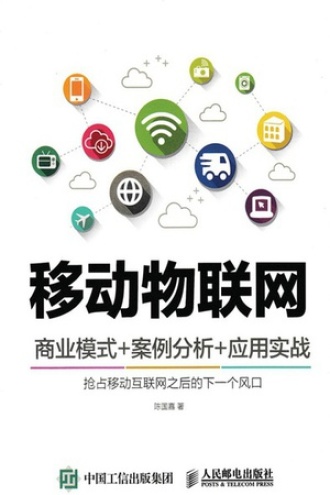 移动物联网
商业模式+案例分析+应用实战
抢占移动互联网之后的下一个风口
陈国嘉 著
中国工信出版集团
人民邮电出版社
POSTS & TELECOM PRESS